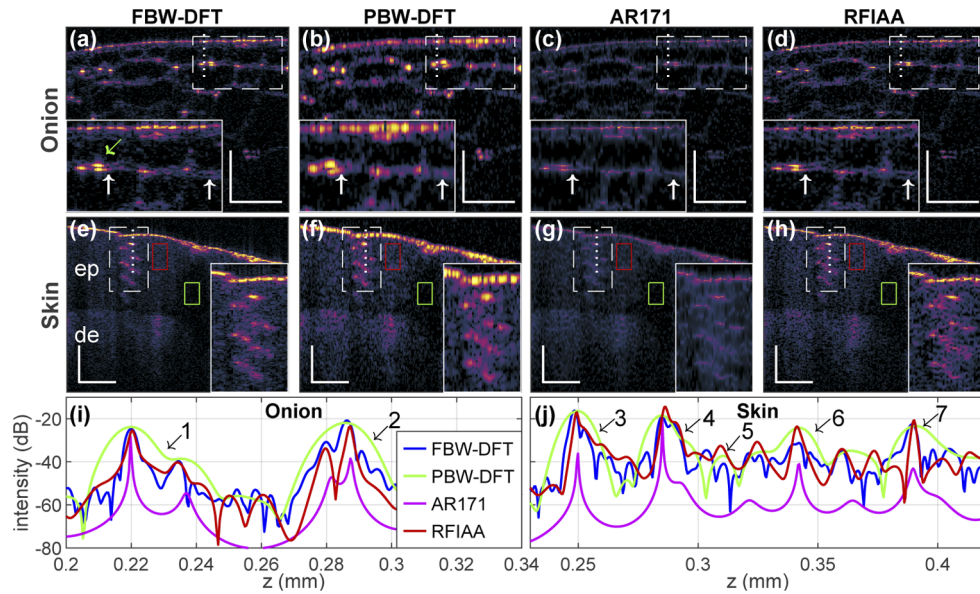 FBW-DFT PBW-DFT AR171 RFIAA
Onion
(a) (b) (c) (d)
Skin
(e) (f) (g) (h)
ep
de
(i) Onion
intensity (dB)
-20
-40
-60
-80
1 2
FBW-DFT
PBW-DFT
AR171
RFIAA
0.2 0.22 0.24 0.26 0.28 0.3 0.32 0.34
z (mm)
(j) Skin
3 4 5 6 7
0.25 0.3 0.35 0.4
z (mm)